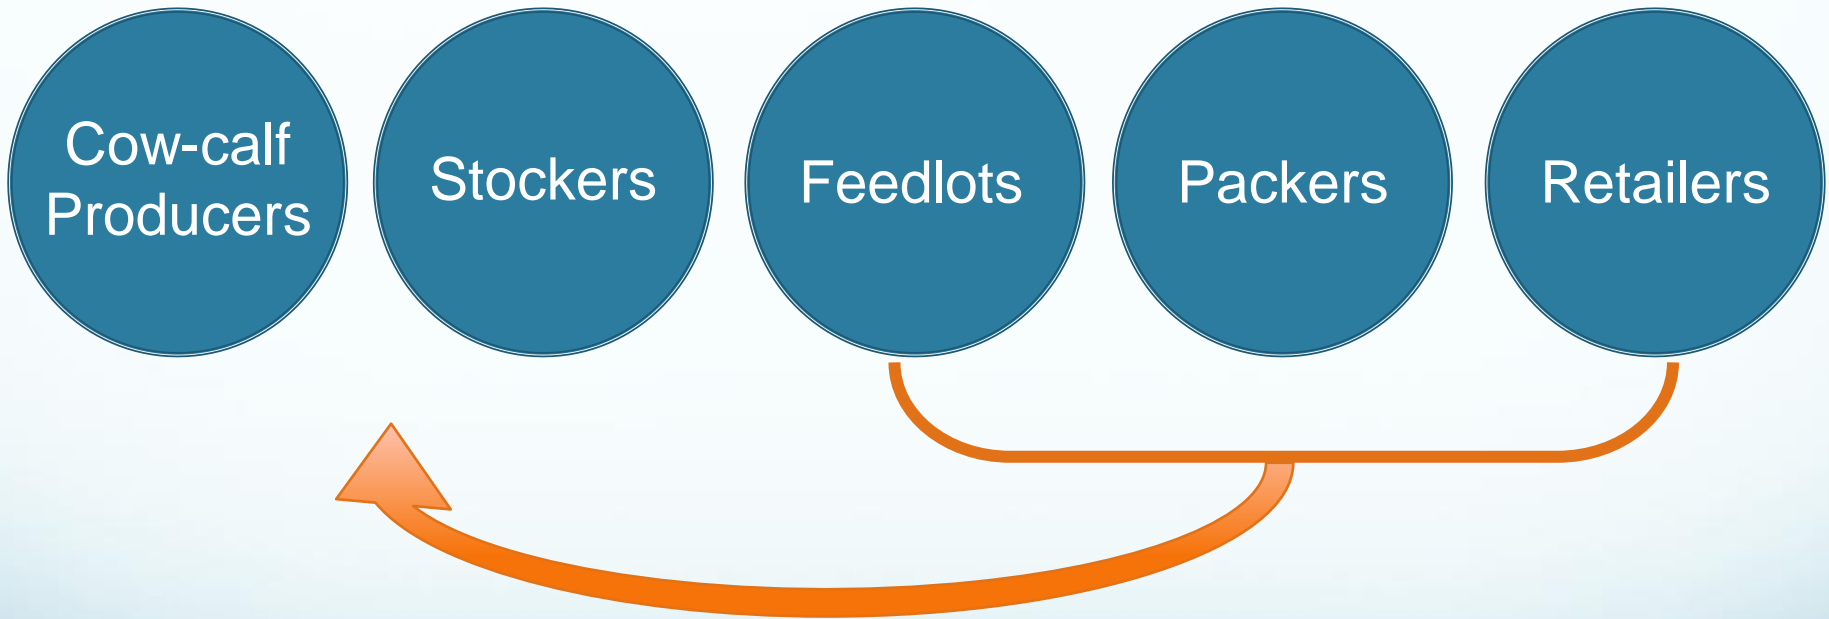 Cow-calf
Producers
Stockers
Feedlots
Packers
Retailers